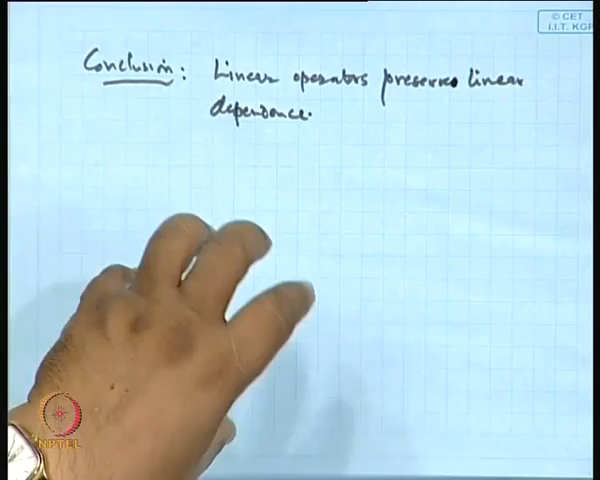 © CET
I.I.T. KGP
Conclusion: Linear operators preserve linear
dependence.
NPTEL